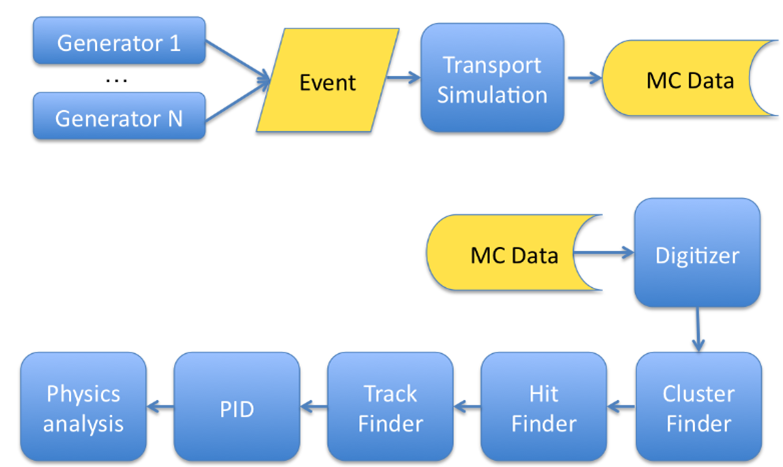 Generator 1
...
Generator N
Event
Transport
Simulation
MC Data
MC Data
Digitizer
Physics
analysis
PID
Track
Finder
Hit
Finder
Cluster
Finder